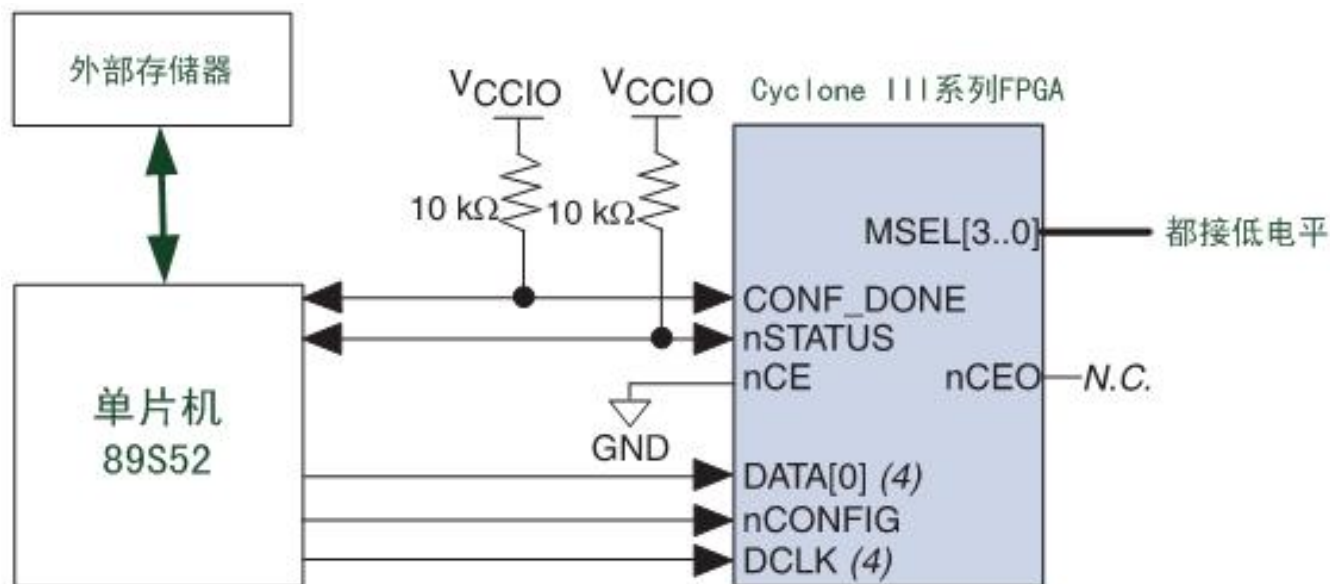 外部存储器
VCCIO
VCCIO
Cyclone III系列FPGA
10 kΩ
10 kΩ
MSEL[3..0]
都接低电平
CONF_DONE
nSTATUS
nCE
nCEO
N.C.
单片机
89S52
GND
DATA[0] (4)
nCONFIG
DCLK (4)